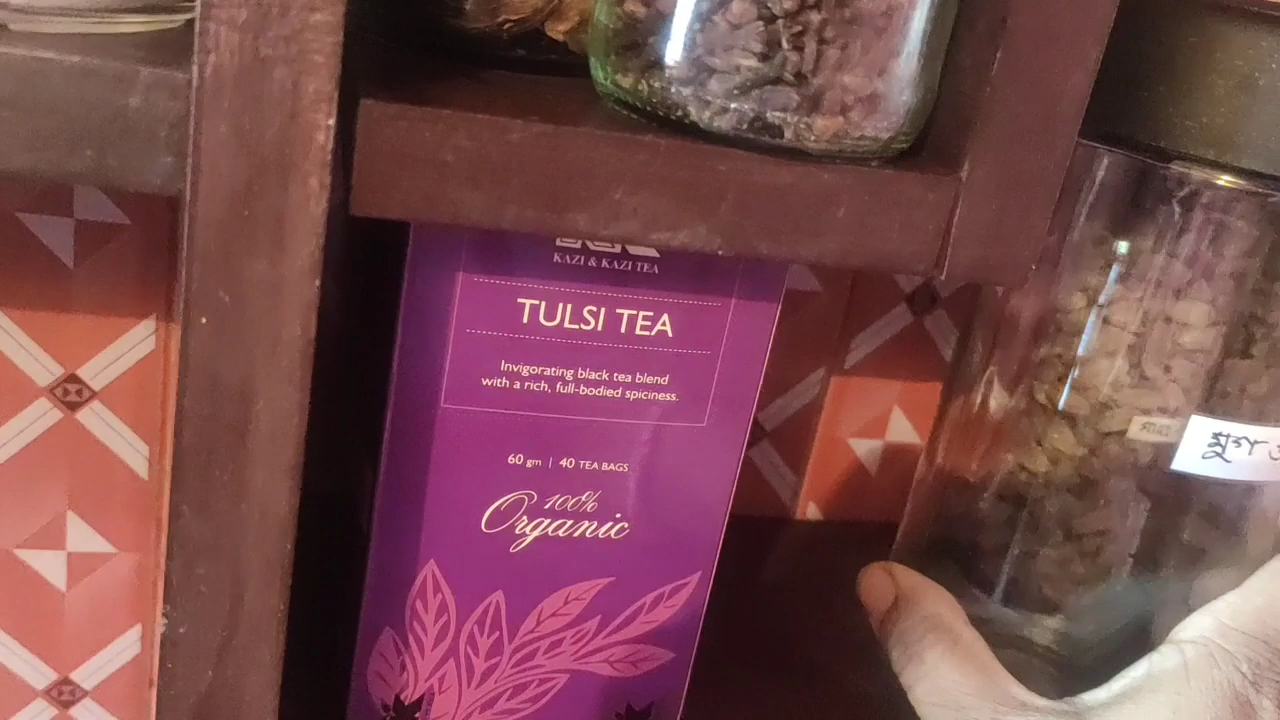 KAZI & KAZI TEA
TULSI TEA
Invigorating black tea blend
with a rich, full-bodied spiciness.
60 gm | 40 TEA BAGS
100%
Organic